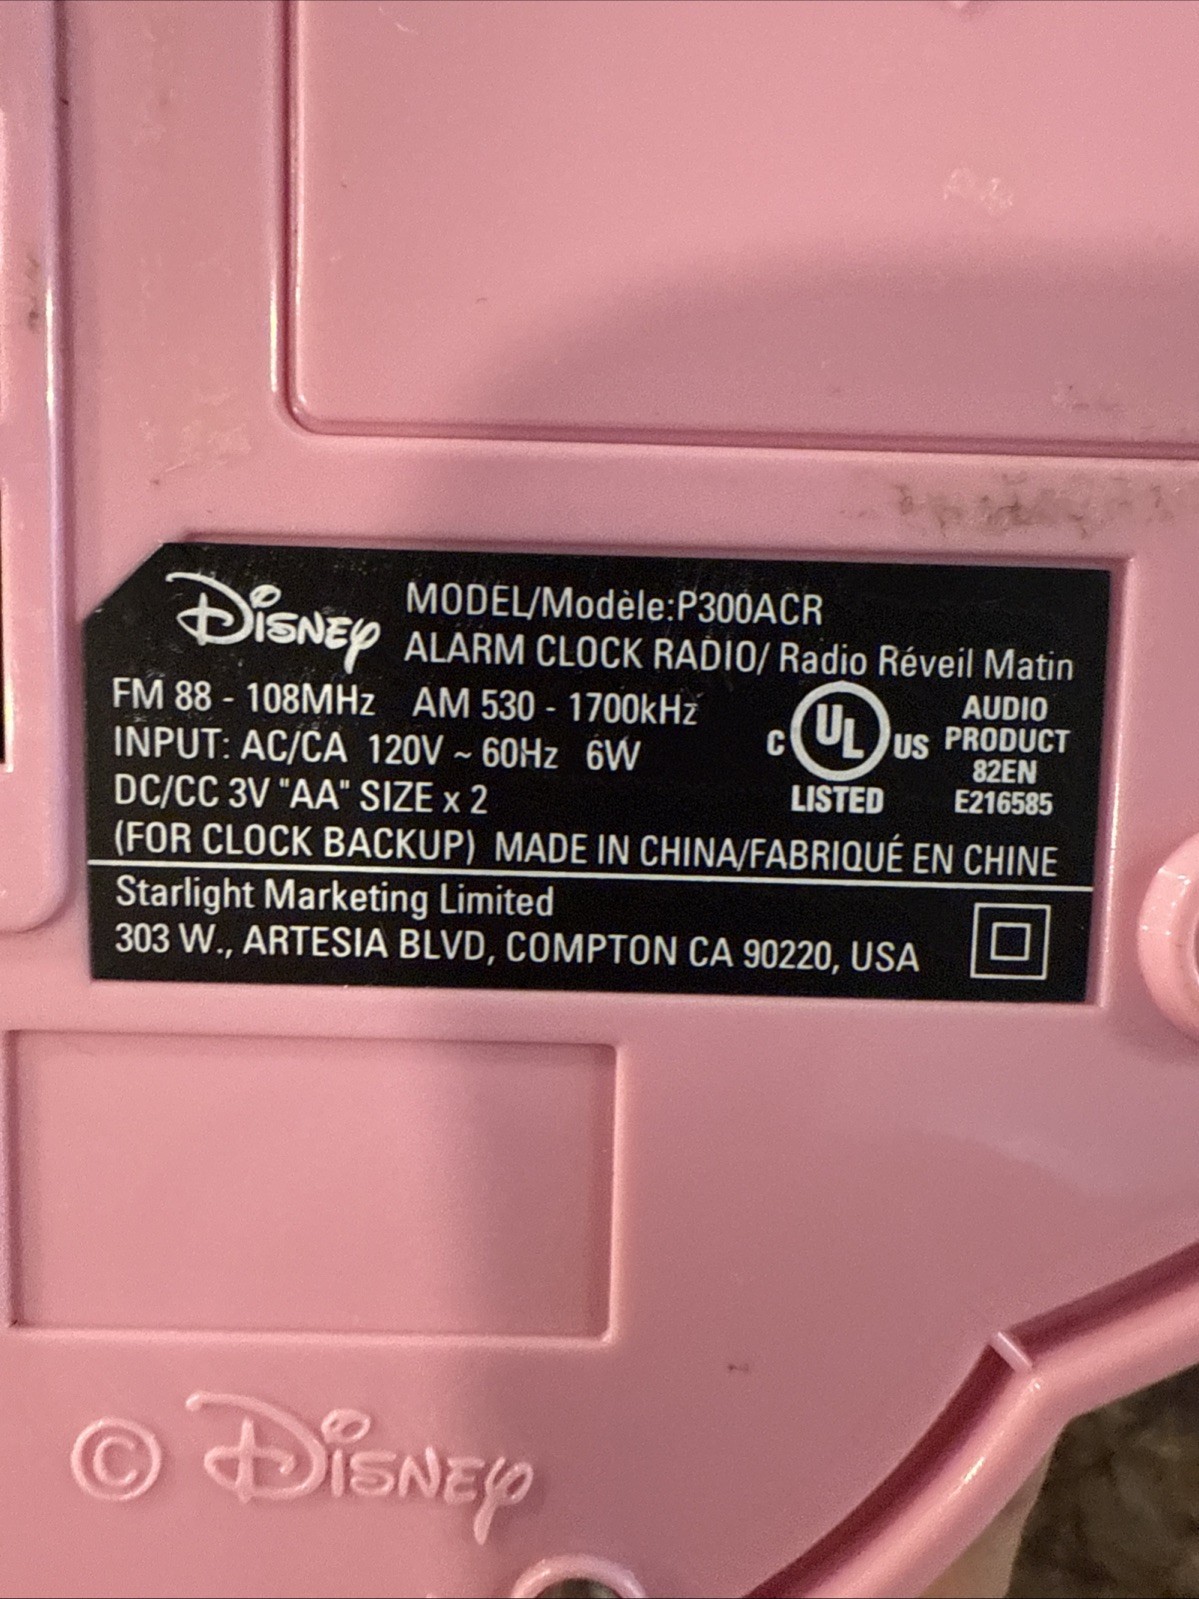 Disney MODEL/Modèle:P300ACR
ALARM CLOCK RADIO/ Radio Réveil Matin
FM 88 - 108MHz AM 530 - 1700kHz
INPUT: AC/CA 120V ~ 60Hz 6W
DC/CC 3V "AA" SIZE x 2
(FOR CLOCK BACKUP) MADE IN CHINA/FABRIQUÉ EN CHINE
C UL US
LISTED
AUDIO
PRODUCT
82EN
E216585
Starlight Marketing Limited
303 W., ARTESIA BLVD, COMPTON CA 90220, USA
© Disney